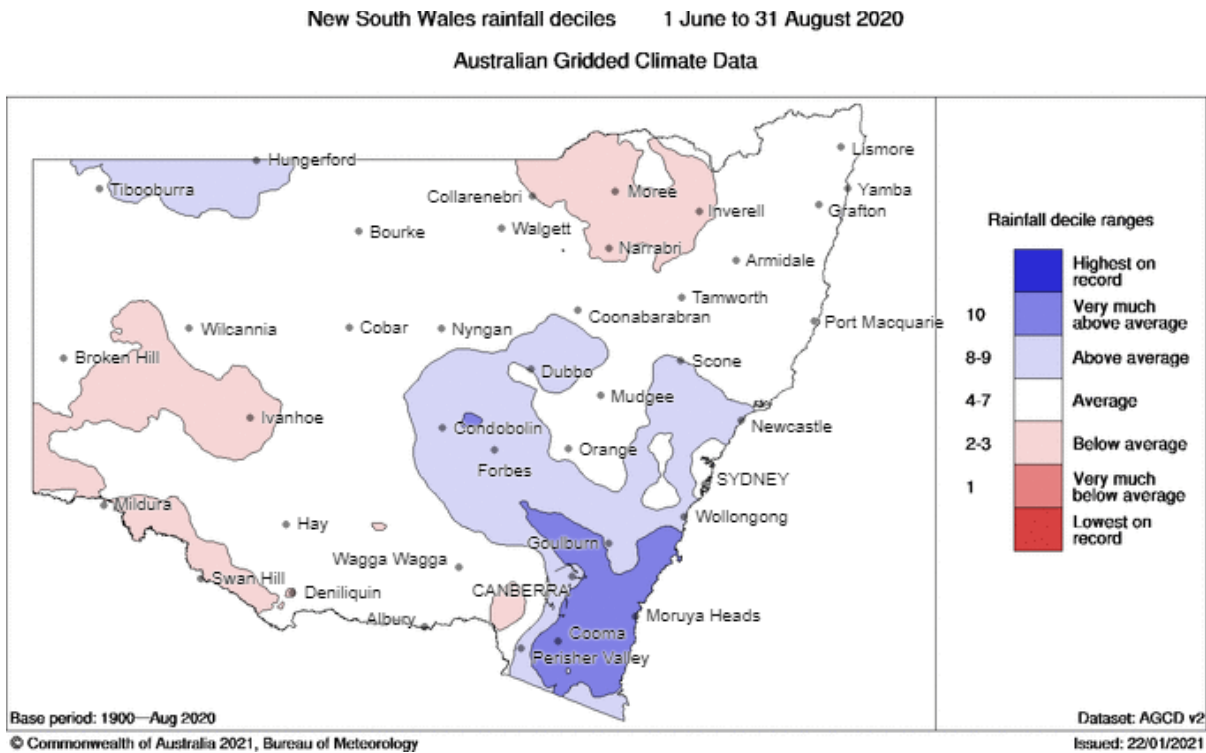 New South Wales rainfall deciles 1 June to 31 August 2020
Australian Gridded Climate Data
Hungerford
Tibooburra
Lismore
Collarenebri
Moree
Yamba
Inverell
Grafton
Bourke
Walgett
Narrabri
Armidale
Tamworth
Coonabarabran
Wilcannia
Cobar
Nyngan
Port Macquarie
Broken Hill
Dubbo
Scone
Mudgee
Ivanhoe
Condobolin
Newcastle
Forbes
Orange
SYDNEY
Mildura
Hay
Wollongong
Goulburn
Wagga Wagga
Swan Hill
Deniliquin
CANBERRA
Albury
Moruya Heads
Cooma
Perisher Valley
Rainfall decile ranges
Highest on
record
10 Very much
above average
8-9 Above average
4-7 Average
2-3 Below average
1 Very much
below average
Lowest on
record
Base period: 1900—Aug 2020
Dataset: AGCD v2
© Commonwealth of Australia 2021, Bureau of Meteorology
Issued: 22/01/2021